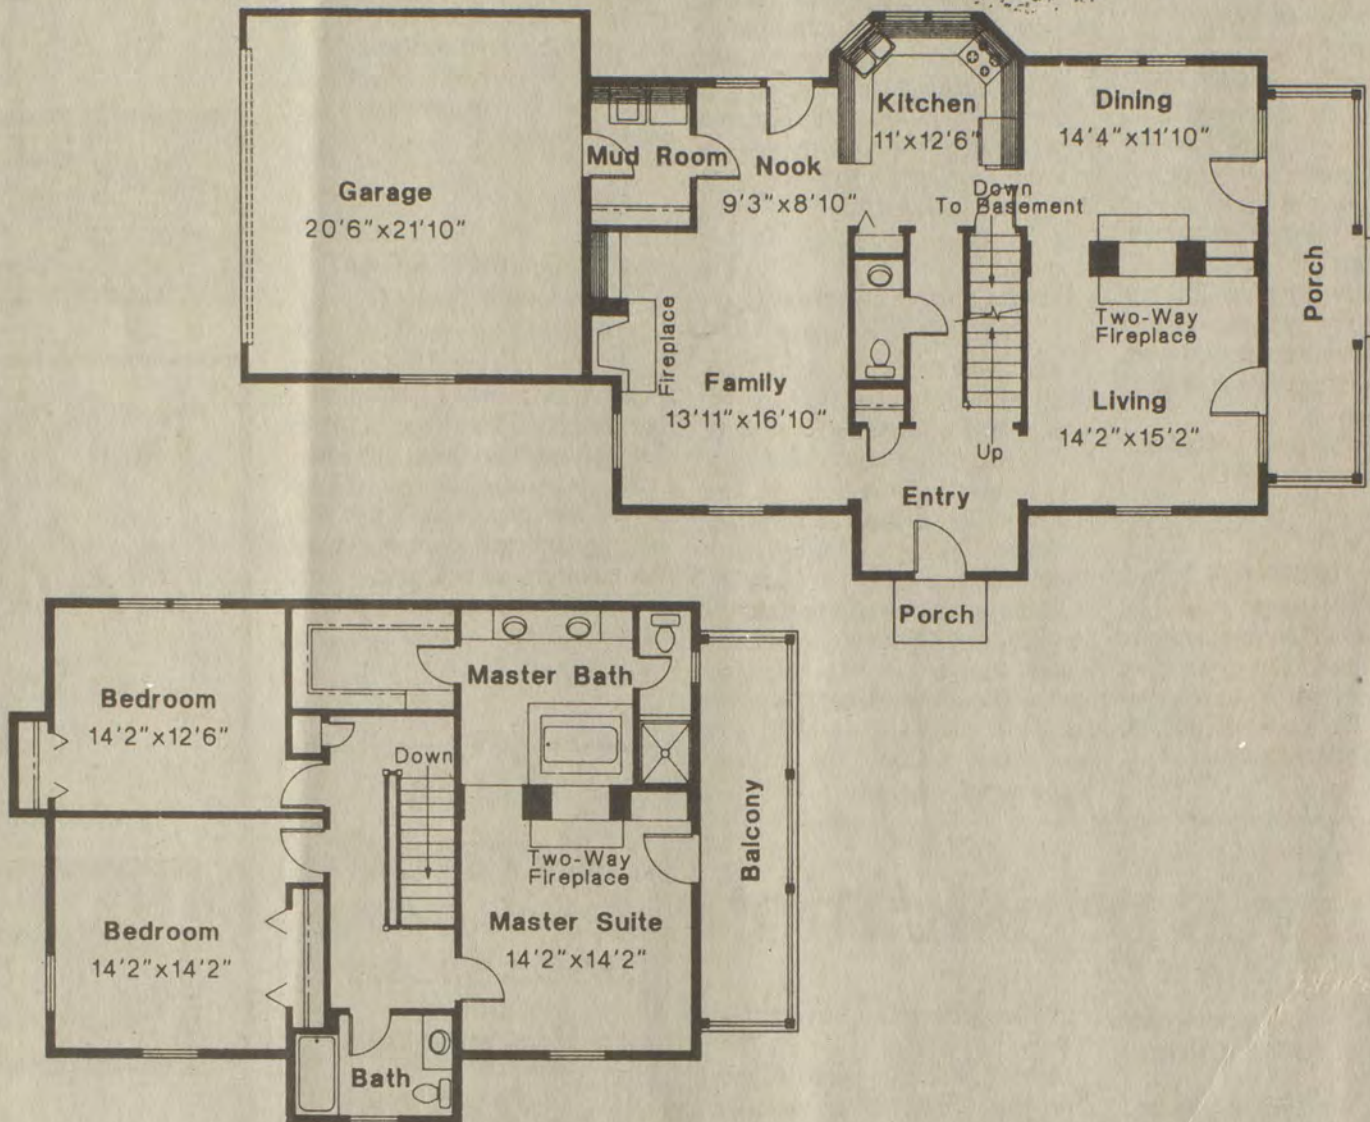 Garage
20'6"x21'10"
Mud Room
Nook
9'3"x8'10"
Kitchen
11'x12'6"
Dining
14'4"x11'10"
Down
To Basement
Porch
Two-Way
Fireplace
Fireplace
Family
13'11"x16'10"
Living
14'2"x15'2"
Up
Entry
Porch
Bedroom
14'2"x12'6"
Master Bath
Down
Balcony
Two-Way
Fireplace
Bedroom
14'2"x14'2"
Master Suite
14'2"x14'2"
Bath